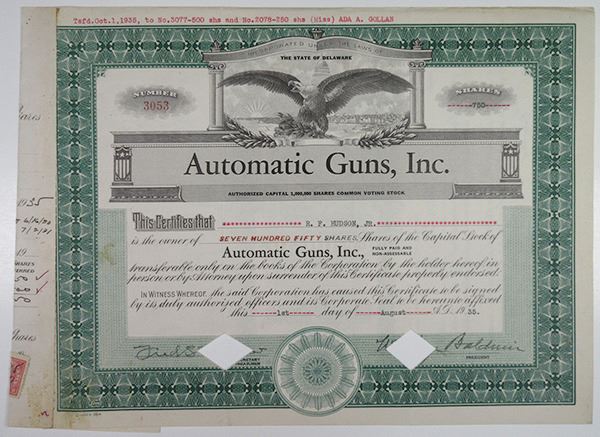 Tsfd.Oct.1,1935, to No.3077-500 shs and No.2078-250 shs (Miss) ADA A. GOLLAN
INCORPORATED UNDER THE LAWS OF
THE STATE OF DELAWARE
NUMBER
3053
SHARES
750
Automatic Guns, Inc.
AUTHORIZED CAPITAL 1,000,000 SHARES COMMON VOTING STOCK
This Certifies that R. F. HUDSON, JR.
is the owner of SEVEN HUNDRED FIFTY SHARES, Shares of the Capital Stock of
Automatic Guns, Inc., FULLY PAID AND NON-ASSESSABLE
transferable only on the books of the Corporation by the holder hereof in
person or by Attorney upon surrender of this Certificate properly endorsed.
IN WITNESS WHEREOF, the said Corporation has caused this Certificate to be signed
by its duly authorized officers and its Corporate Seal to be hereunto affixed
this 1st day of August A.D. 1935.
Baldwin
PRESIDENT
1935
19
50